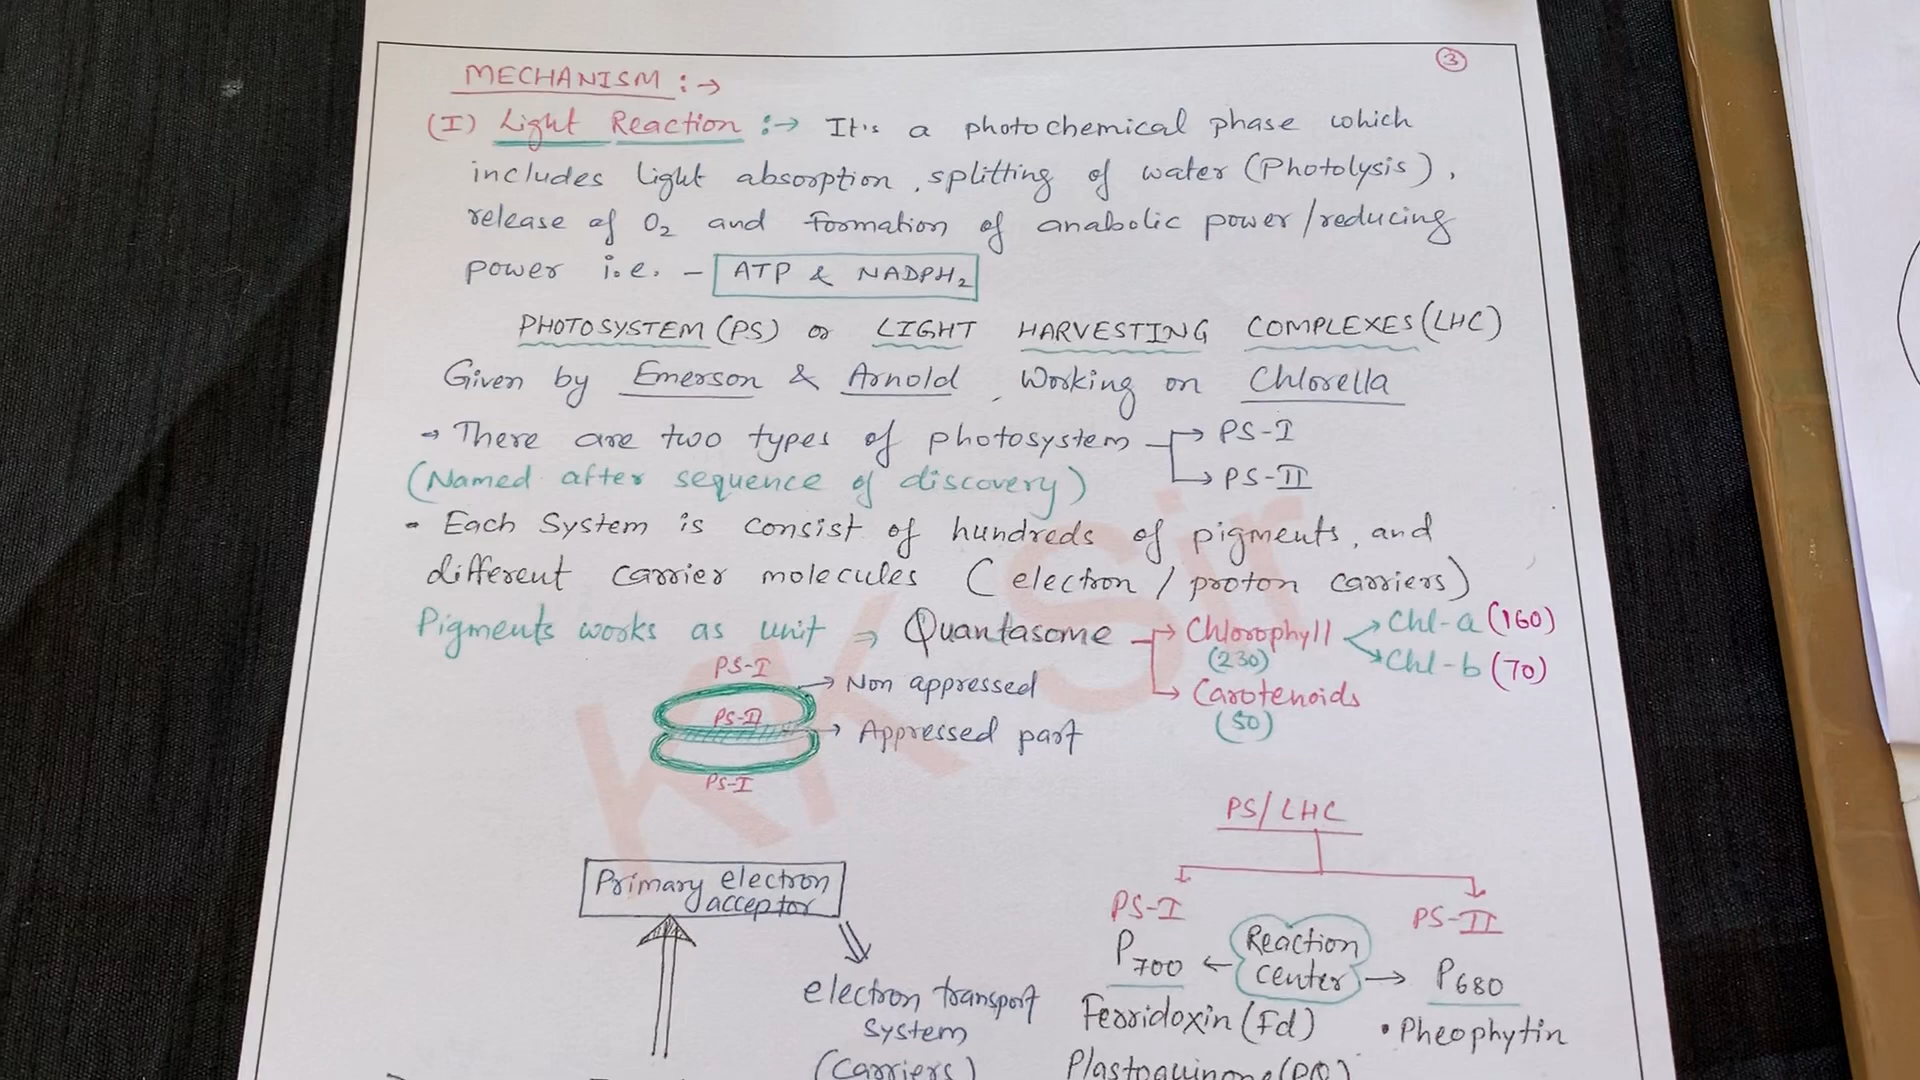 3
MECHANISM :→
(I) Light Reaction :→ It's a photochemical phase which
includes light absorption, splitting of water (Photolysis),
release of O₂ and formation of anabolic power/reducing
power i.e. – ATP & NADPH₂
PHOTOSYSTEM (PS) or LIGHT HARVESTING COMPLEXES (LHC)
Given by Emerson & Arnold, Working on Chlorella
→ There are two types of photosystem → PS-I
→ PS-II
(Named after sequence of discovery)
- Each System is consist of hundreds of pigments, and
different carrier molecules (electron / proton carriers)
Pigments works as unit ⇒ Quantasome → Chlorophyll → Chl-a (160)
(230) → Chl-b (70)
→ Carotenoids
(50)
PS-I
→ Non appressed
PS-II
→ Appressed part
PS-I
KK Sir
PS/LHC
Primary electron
acceptor
PS-I
PS-II
P700 ← Reaction center → P680
electron transport
system
(Carriers)
Ferridoxin (Fd)
• Pheophytin
Plastoquinone (PQ)